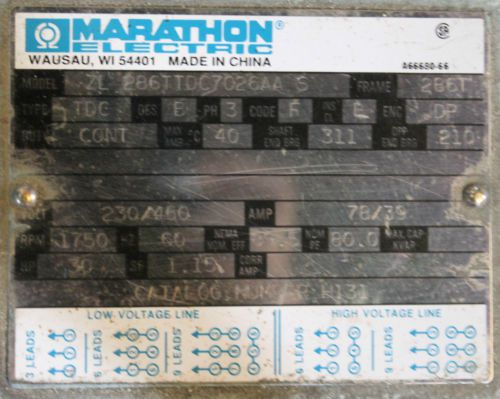 MARATHON®
ELECTRIC
WAUSAU, WI 54401 MADE IN CHINA
A66680-66
MODEL FRAME 286T
TYPE TDC DES B PH 3 CODE F INS CL ENC DP
DUTY CONT MAX AMB °C 40 SHAFT END BRG 311 OPP END BRG 210
VOLT 230/460 AMP 78/39
RPM 1750 HZ 60 NEMA NOM. EFF NOM PF 80.0 MAX CAP KVAR
HP 30 SF 1.15 CORR AMP
CATALOG NUMBER H131
LOW VOLTAGE LINE HIGH VOLTAGE LINE
3 LEADS 6 LEADS 9 LEADS 6 LEADS 9 LEADS